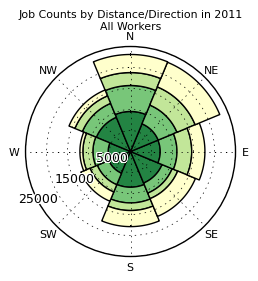 Job Counts by Distance/Direction in 2011
All Workers
N
NW
NE
5000
W
E
15000
25000
SW
SE
S